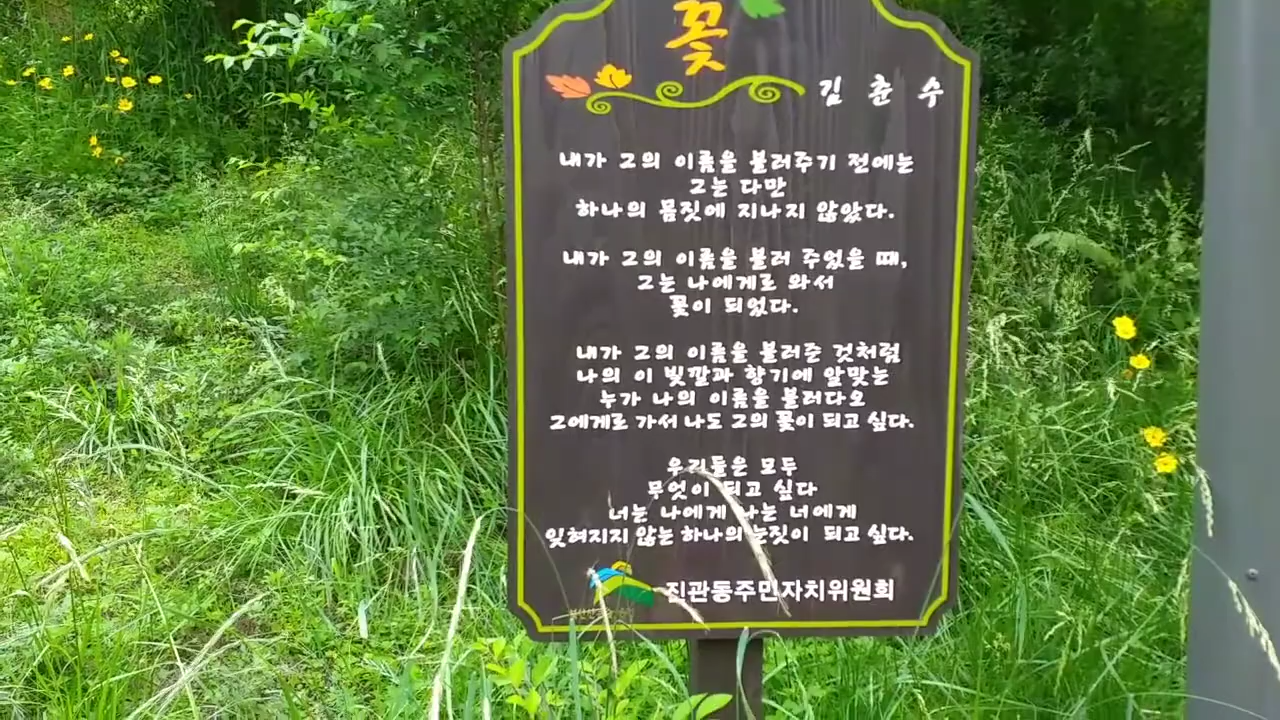 꽃
김춘수
내가 그의 이름을 불러주기 전에는
그는 다만
하나의 몸짓에 지나지 않았다.
내가 그의 이름을 불러 주었을 때,
그는 나에게로 와서
꽃이 되었다.
내가 그의 이름을 불러준 것처럼
나의 이 빛깔과 향기에 알맞는
누가 나의 이름을 불러다오
그에게로 가서 나도 그의 꽃이 되고 싶다.
우리들은 모두
무엇이 되고 싶다
너는 나에게 나는 너에게
잊혀지지 않는 하나의 눈짓이 되고 싶다.
진관동주민자치위원회